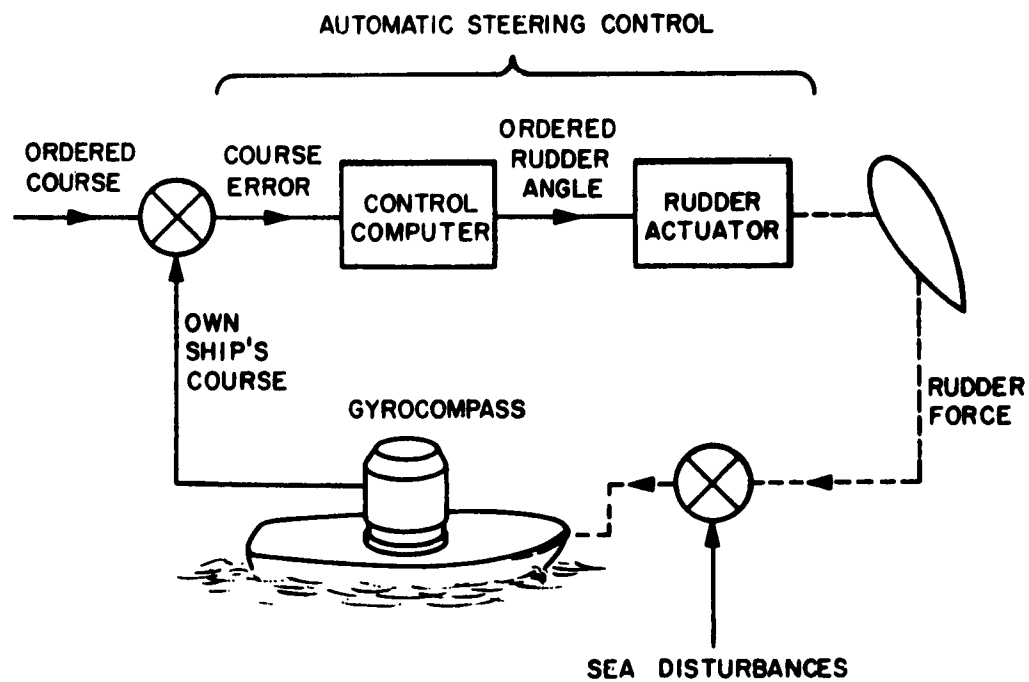 AUTOMATIC STEERING CONTROL
ORDERED
COURSE
COURSE
ERROR
CONTROL
COMPUTER
ORDERED
RUDDER
ANGLE
RUDDER
ACTUATOR
OWN
SHIP'S
COURSE
GYROCOMPASS
RUDDER
FORCE
SEA DISTURBANCES